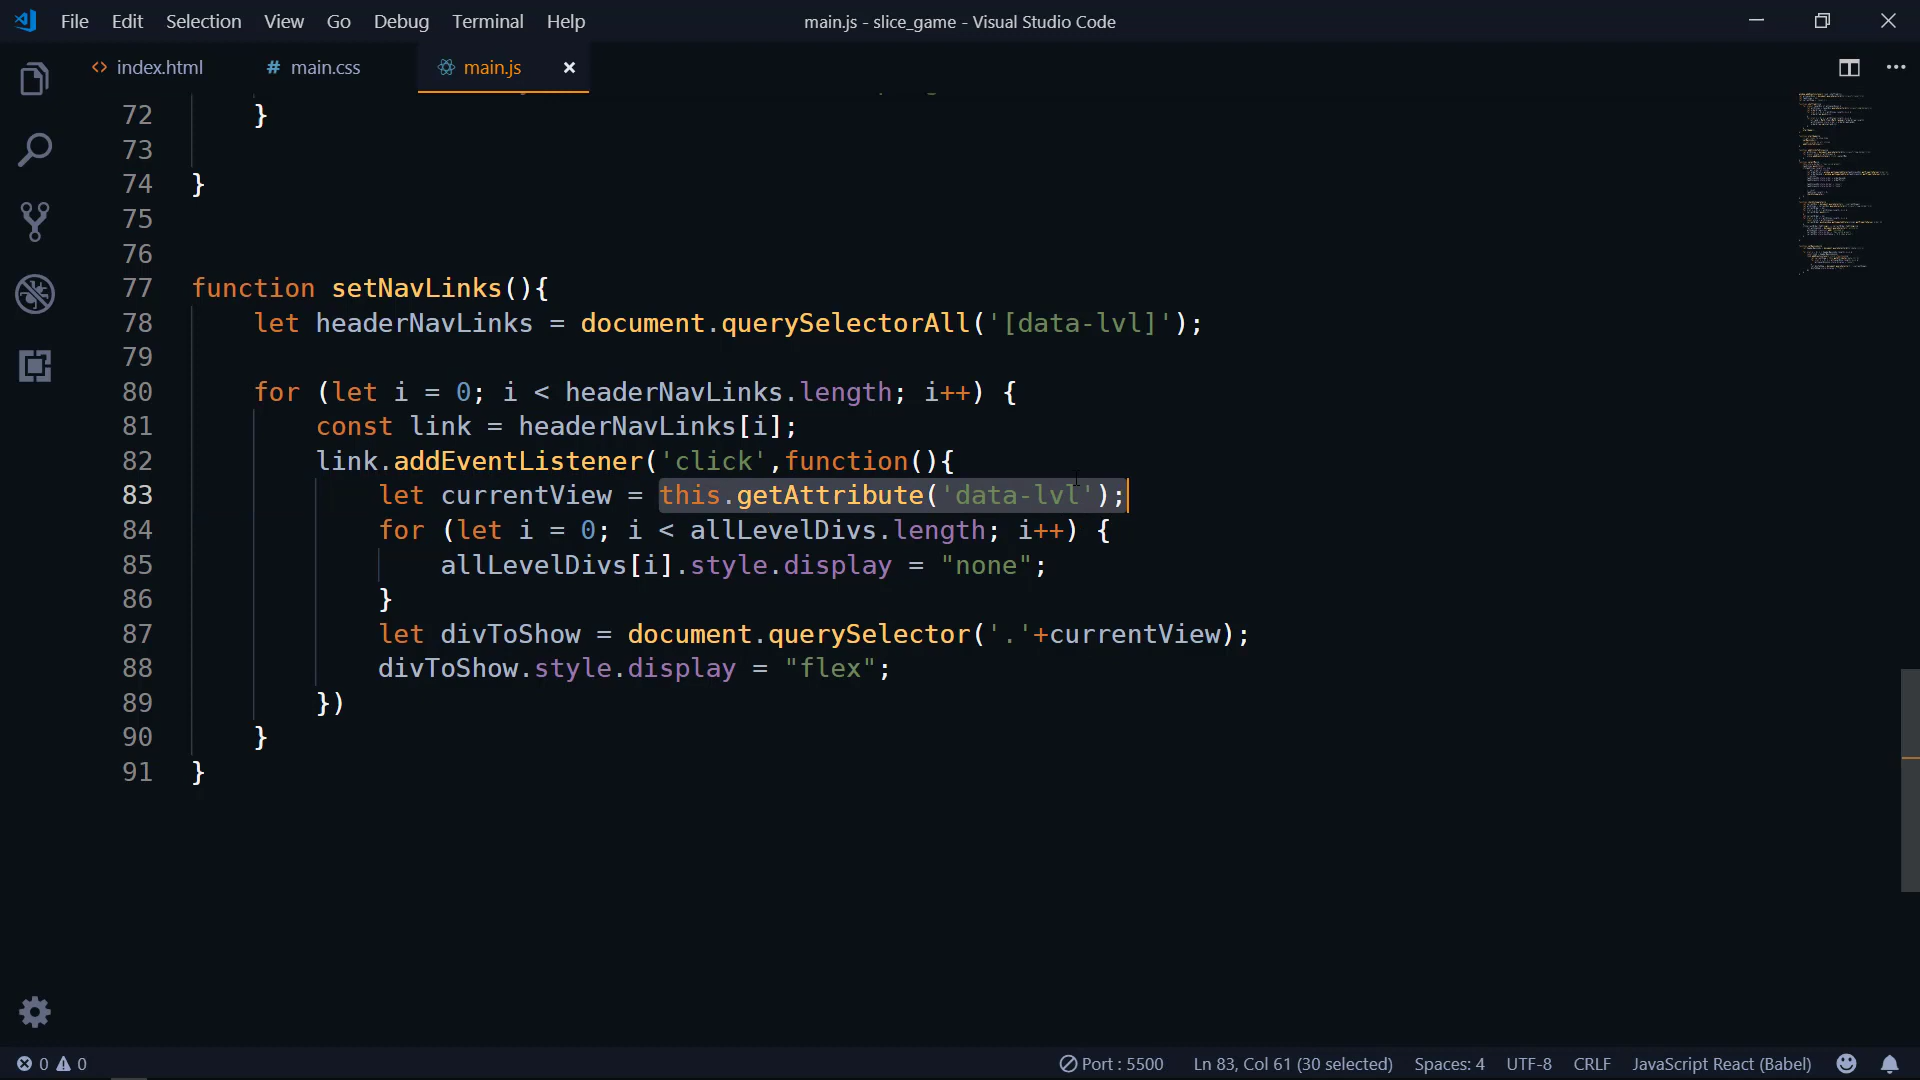 File Edit Selection View Go Debug Terminal Help main.js - slice_game - Visual Studio Code
<> index.html # main.css main.js ×
72 }
73
74 }
75
76
77 function setNavLinks(){
78 let headerNavLinks = document.querySelectorAll('[data-lvl]');
79
80 for (let i = 0; i < headerNavLinks.length; i++) {
81 const link = headerNavLinks[i];
82 link.addEventListener('click',function(){
83 let currentView = this.getAttribute('data-lvl');
84 for (let i = 0; i < allLevelDivs.length; i++) {
85 allLevelDivs[i].style.display = "none";
86 }
87 let divToShow = document.querySelector('.'+currentView);
88 divToShow.style.display = "flex";
89 })
90 }
91 }
0 0 Port : 5500 Ln 83, Col 61 (30 selected) Spaces: 4 UTF-8 CRLF JavaScript React (Babel)